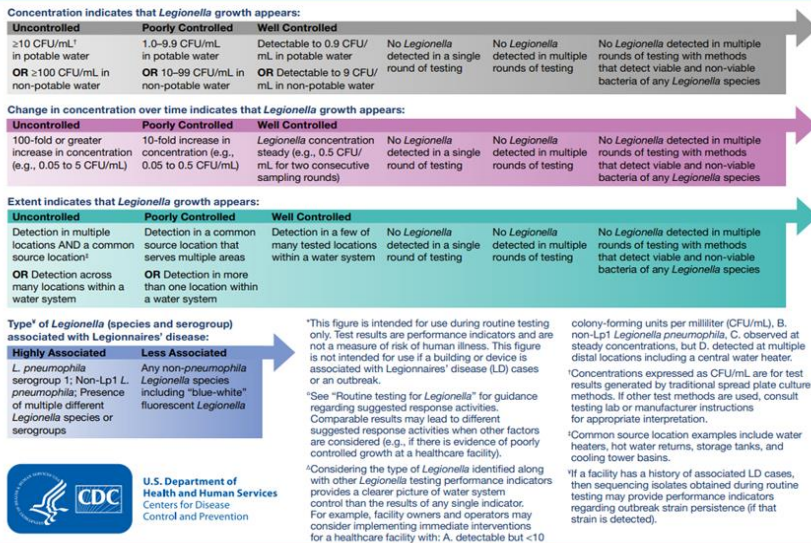 Concentration indicates that Legionella growth appears:
Uncontrolled
≥10 CFU/mL†
in potable water
OR ≥100 CFU/mL in
non-potable water
Poorly Controlled
1.0–9.9 CFU/mL
in potable water
OR 10–99 CFU/mL in
non-potable water
Well Controlled
Detectable to 0.9 CFU/
mL in potable water
OR Detectable to 9 CFU/
mL in non-potable water
No Legionella
detected in a single
round of testing
No Legionella
detected in multiple
rounds of testing
No Legionella detected in multiple
rounds of testing with methods
that detect viable and non-viable
bacteria of any Legionella species
Change in concentration over time indicates that Legionella growth appears:
Uncontrolled
100-fold or greater
increase in concentration
(e.g., 0.05 to 5 CFU/mL)
Poorly Controlled
10-fold increase in
concentration (e.g.,
0.05 to 0.5 CFU/mL)
Well Controlled
Legionella concentration
steady (e.g., 0.5 CFU/
mL for two consecutive
sampling rounds)
No Legionella
detected in a single
round of testing
No Legionella
detected in multiple
rounds of testing
No Legionella detected in multiple
rounds of testing with methods
that detect viable and non-viable
bacteria of any Legionella species
Extent indicates that Legionella growth appears:
Uncontrolled
Detection in multiple
locations AND a common
source location‡
OR Detection across
many locations within a
water system
Poorly Controlled
Detection in a common
source location that
serves multiple areas
OR Detection in more
than one location within
a water system
Well Controlled
Detection in a few of
many tested locations
within a water system
No Legionella
detected in a single
round of testing
No Legionella
detected in multiple
rounds of testing
No Legionella detected in multiple
rounds of testing with methods
that detect viable and non-viable
bacteria of any Legionella species
Type¥ of Legionella (species and serogroup)
associated with Legionnaires' disease:
Highly Associated
L. pneumophila
serogroup 1; Non-Lp1 L.
pneumophila; Presence
of multiple different
Legionella species or
serogroups
Less Associated
Any non-pneumophila
Legionella species
including "blue-white"
fluorescent Legionella
CDC
U.S. Department of
Health and Human Services
Centers for Disease
Control and Prevention
*This figure is intended for use during routine testing
only. Test results are performance indicators and are
not a measure of risk of human illness. This figure
is not intended for use if a building or device is
associated with Legionnaires' disease (LD) cases
or an outbreak.
◊See "Routine testing for Legionella" for guidance
regarding suggested response activities.
Comparable results may lead to different
suggested response activities when other factors
are considered (e.g., if there is evidence of poorly
controlled growth at a healthcare facility).
^Considering the type of Legionella identified along
with other Legionella testing performance indicators
provides a clearer picture of water system
control than the results of any single indicator.
For example, facility owners and operators may
consider implementing immediate interventions
for a healthcare facility with: A. detectable but <10
colony-forming units per milliliter (CFU/mL), B.
non-Lp1 Legionella pneumophila, C. observed at
steady concentrations, but D. detected at multiple
distal locations including a central water heater.
†Concentrations expressed as CFU/mL are for test
results generated by traditional spread plate culture
methods. If other test methods are used, consult
testing lab or manufacturer instructions
for appropriate interpretation.
‡Common source location examples include water
heaters, hot water returns, storage tanks, and
cooling tower basins.
¥If a facility has a history of associated LD cases,
then sequencing isolates obtained during routine
testing may provide performance indicators
regarding outbreak strain persistence (if that
strain is detected).